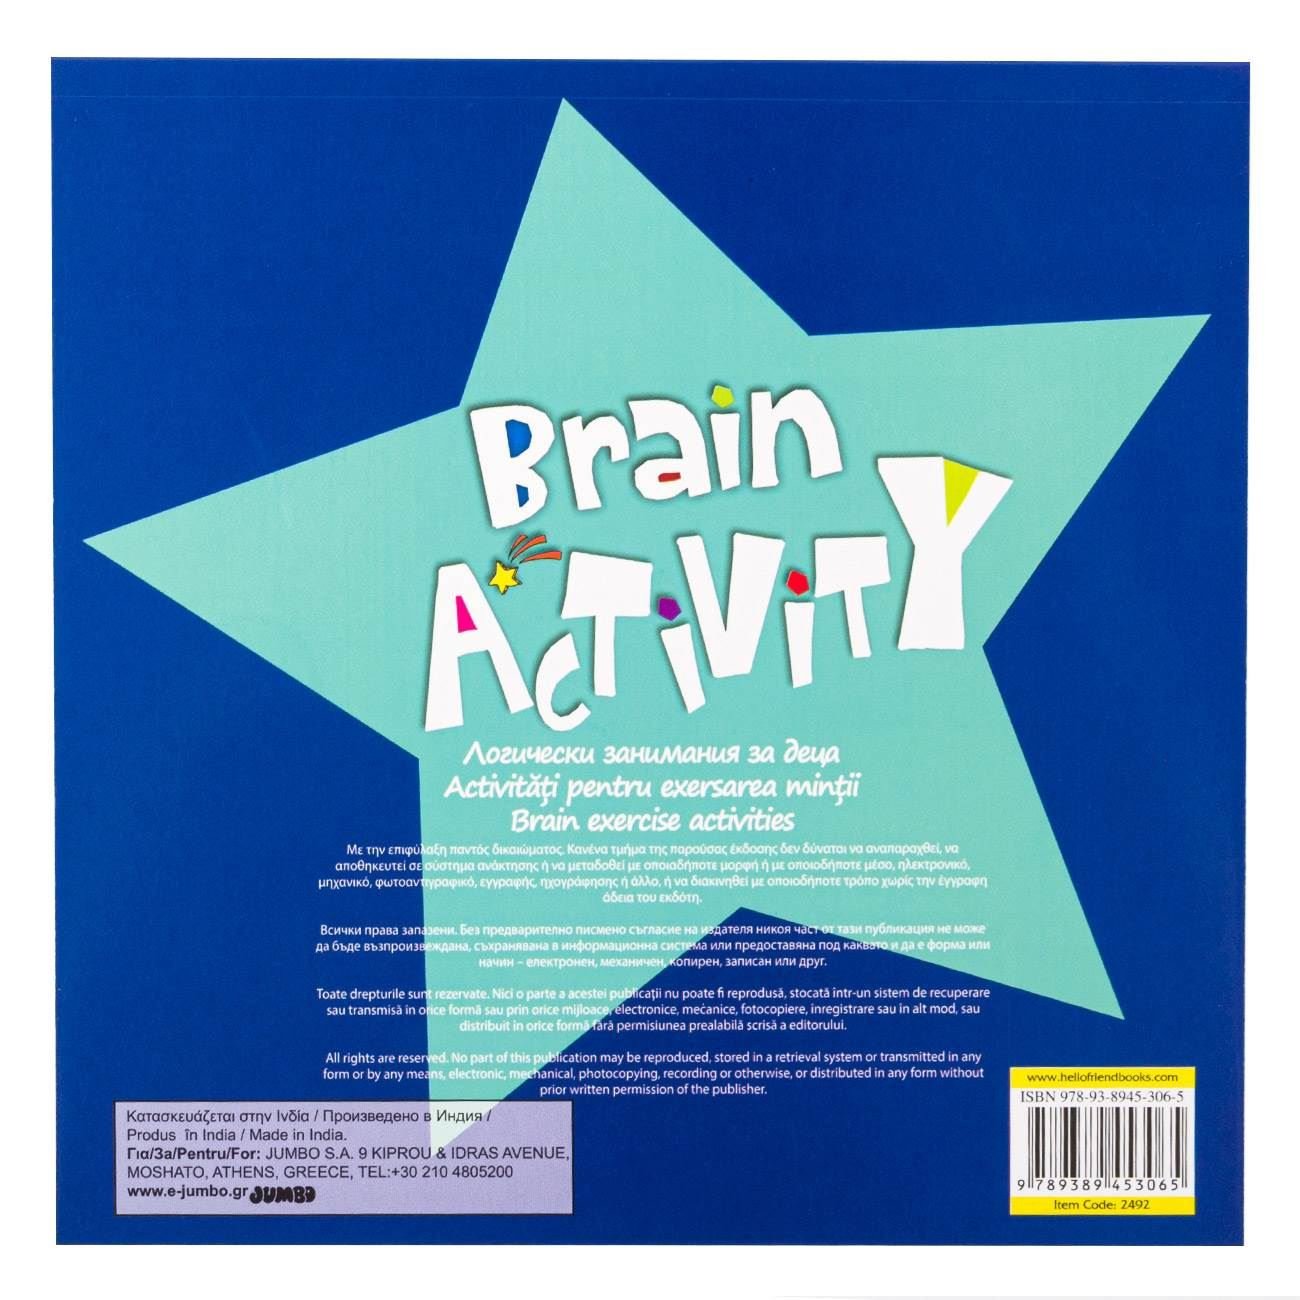 Brain
Activity
Логически занимания за деца
Activități pentru exersarea minții
Brain exercise activities
Με την επιφύλαξη παντός δικαιώματος. Κανένα τμήμα της παρούσας έκδοσης δεν δύναται να αναπαραχθεί, να
αποθηκευτεί σε σύστημα ανάκτησης ή να μεταδοθεί με οποιαδήποτε μορφή ή με οποιοδήποτε μέσο, ηλεκτρονικό,
μηχανικό, φωτοαντιγραφικό, εγγραφής, ηχογράφησης ή άλλο, ή να διακινηθεί με οποιοδήποτε τρόπο χωρίς την έγγραφη
άδεια του εκδότη.
Всички права запазени. Без предварително писмено съгласие на издателя никоя част от тази публикация не може
да бъде възпроизвеждана, съхранявана в информационна система или предоставяна под каквато и да е форма или
начин – електронен, механичен, копирен, записан или друг.
Toate drepturile sunt rezervate. Nici o parte a acestei publicații nu poate fi reprodusă, stocată într-un sistem de recuperare
sau transmisă in orice formă sau prin orice mijloace, electronice, mecanice, fotocopiere, inregistrare sau in alt mod, sau
distribuit in orice formă fără permisiunea prealabilă scrisă a editorului.
All rights are reserved. No part of this publication may be reproduced, stored in a retrieval system or transmitted in any
form or by any means, electronic, mechanical, photocopying, recording or otherwise, or distributed in any form without
prior written permission of the publisher.
Κατασκευάζεται στην Ινδία / Произведено в Индия /
Produs în India / Made in India.
Για/За/Pentru/For: JUMBO S.A. 9 KIPROU & IDRAS AVENUE,
MOSHATO, ATHENS, GREECE, TEL:+30 210 4805200
www.e-jumbo.gr JUMBO
www.hellofriendbooks.com
ISBN 978-93-8945-306-5
9 789389 453065
Item Code: 2492